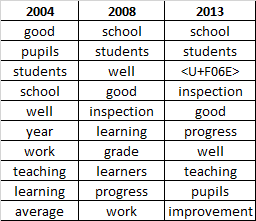 2004 2008 2013
good school school
pupils students students
students well <U+F06E>
school good inspection
well inspection good
year learning progress
work grade well
teaching learners teaching
learning progress pupils
average work improvement